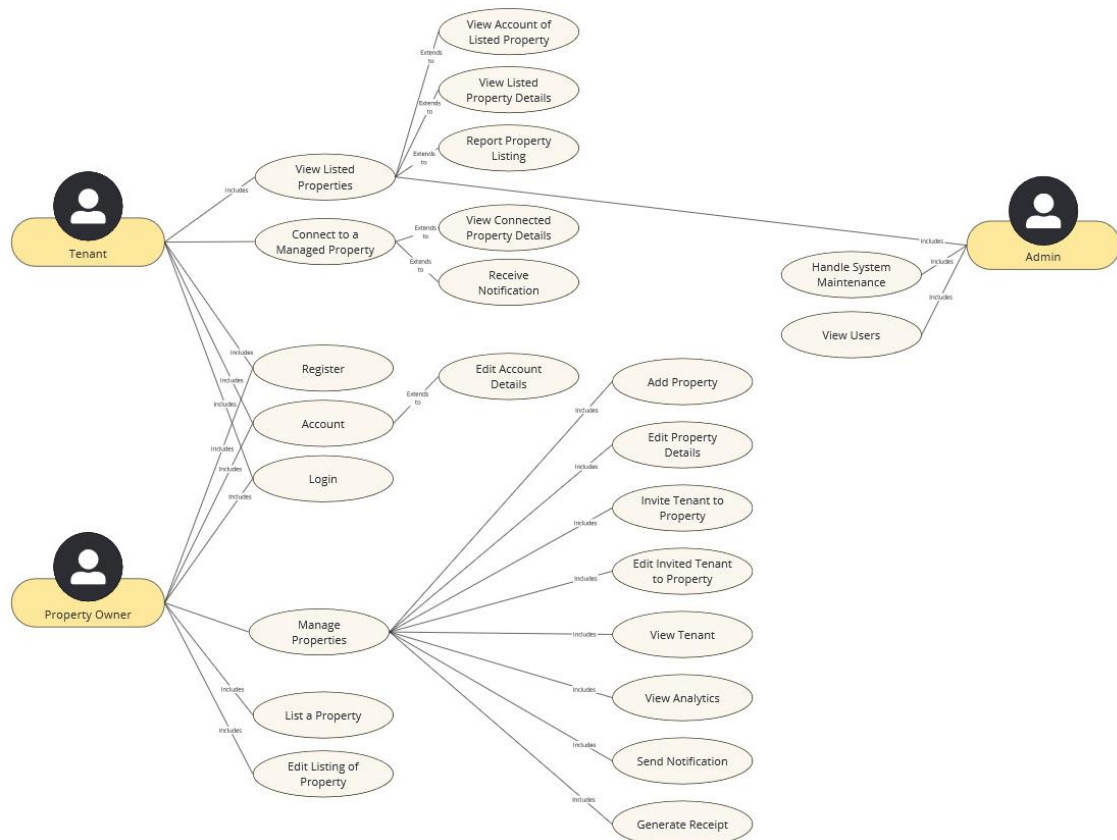 View Account of
Listed Property
Extends
to
View Listed
Property Details
Extends
to
Report Property
Listing
Extends
to
View Listed
Properties
Includes
Tenant
Connect to a
Managed Property
View Connected
Property Details
Extends
to
Receive
Notification
Extends
to
Includes
Admin
Handle System
Maintenance
Includes
View Users
Includes
Register
Includes
Account
Includes
Login
Includes
Edit Account
Details
Extends
to
Includes
Includes
Includes
Property Owner
Manage
Properties
List a Property
Includes
Edit Listing of
Property
Includes
Add Property
Includes
Edit Property
Details
Includes
Invite Tenant to
Property
Includes
Edit Invited Tenant
to Property
Includes
View Tenant
Includes
View Analytics
Includes
Send Notification
Includes
Generate Receipt
Includes